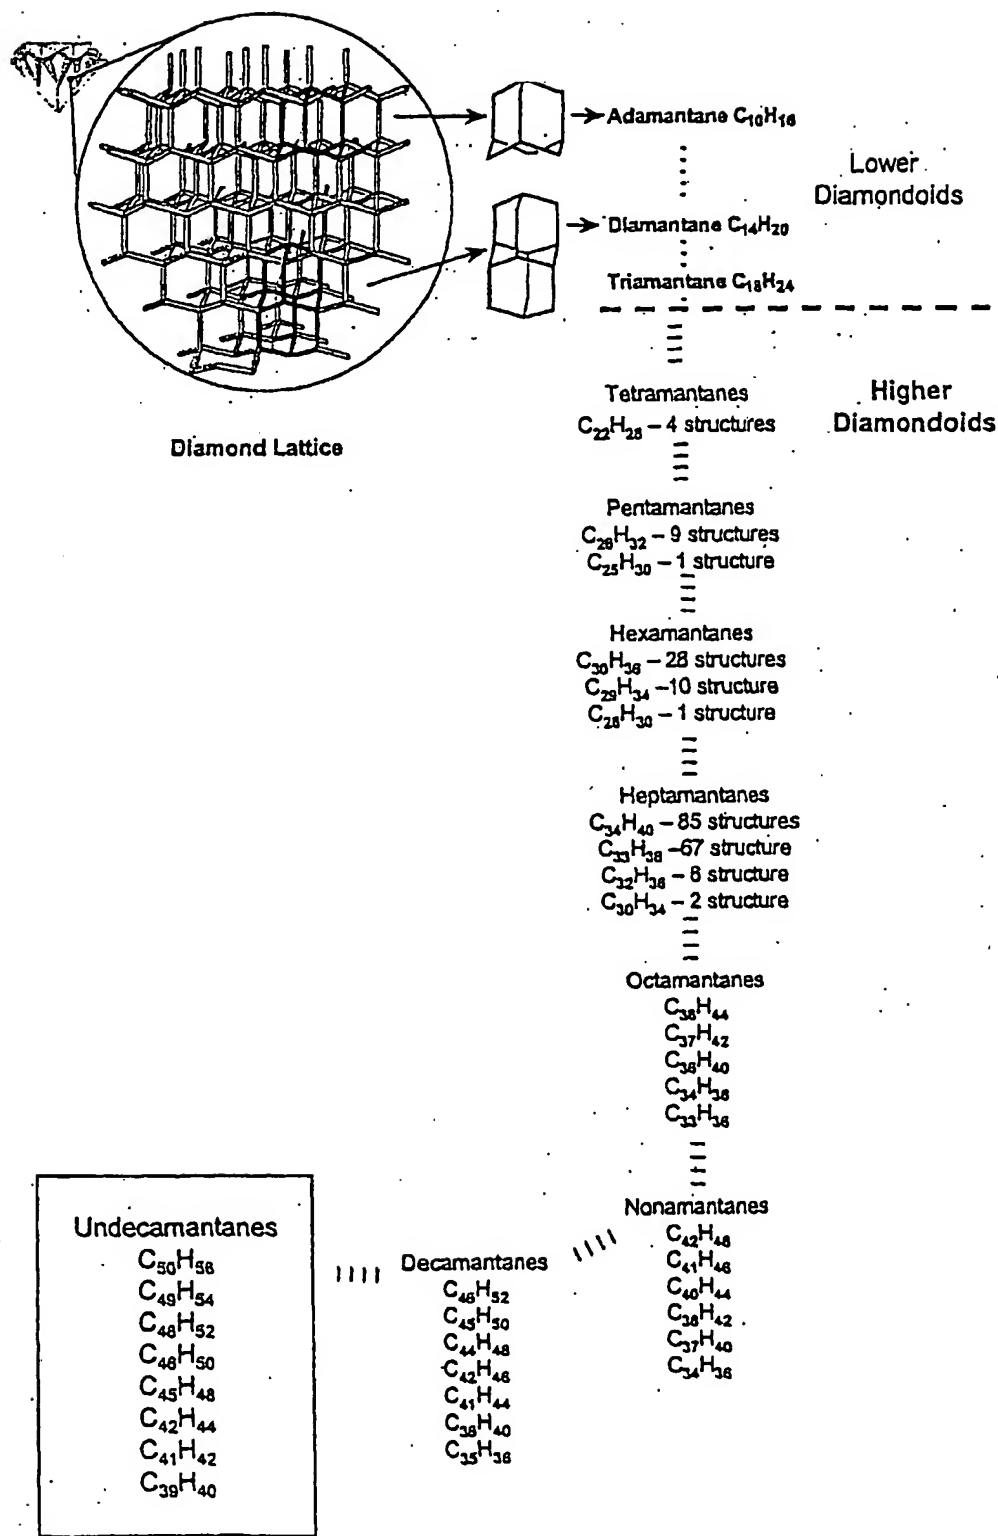 Adamantane C₁₀H₁₆
Lower
Diamondoids
Diamantane C₁₄H₂₀
Triamantane C₁₈H₂₄
Diamond Lattice
Higher
Diamondoids
Tetramantanes
C₂₂H₂₈ – 4 structures
Pentamantanes
C₂₆H₃₂ – 9 structures
C₂₅H₃₀ – 1 structure
Hexamantanes
C₃₀H₃₆ – 28 structures
C₂₉H₃₄ –10 structure
C₂₆H₃₀ – 1 structure
Heptamantanes
C₃₄H₄₀ – 85 structures
C₃₃H₃₈ –67 structure
C₃₂H₃₆ – 8 structure
C₃₀H₃₄ – 2 structure
Octamantanes
C₃₈H₄₄
C₃₇H₄₂
C₃₆H₄₀
C₃₄H₃₈
C₃₃H₃₆
Nonamantanes
C₄₂H₄₈
C₄₁H₄₆
C₄₀H₄₄
C₃₈H₄₂
C₃₇H₄₀
C₃₄H₃₆
Decamantanes
C₄₆H₅₂
C₄₅H₅₀
C₄₄H₄₈
C₄₂H₄₆
C₄₁H₄₄
C₃₈H₄₀
C₃₅H₃₆
Undecamantanes
C₅₀H₅₆
C₄₉H₅₄
C₄₈H₅₂
C₄₆H₅₀
C₄₅H₄₈
C₄₂H₄₄
C₄₁H₄₂
C₃₉H₄₀